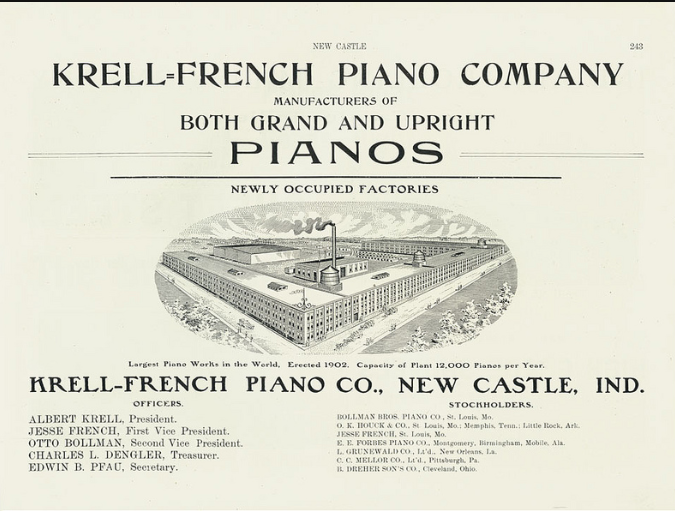 NEW CASTLE 243
KRELL=FRENCH PIANO COMPANY
MANUFACTURERS OF
BOTH GRAND AND UPRIGHT
PIANOS
NEWLY OCCUPIED FACTORIES
Largest Piano Works in the World, Erected 1902. Capacity of Plant 12,000 Pianos per Year.
KRELL-FRENCH PIANO CO., NEW CASTLE, IND.
OFFICERS.
ALBERT KRELL, President.
JESSE FRENCH, First Vice President.
OTTO BOLLMAN, Second Vice President.
CHARLES L. DENGLER, Treasurer.
EDWIN B. PFAU, Secretary.
STOCKHOLDERS.
BOLLMAN BROS. PIANO CO., St. Louis, Mo.
O. K. HOUCK & CO., St Louis, Mo.; Memphis, Tenn.; Little Rock, Ark.
JESSE FRENCH, St. Louis, Mo.
E. E. FORBES PIANO CO., Montgomery, Birmingham, Mobile, Ala.
L. GRUNEWALD CO., Lt'd., New Orleans, La.
C. C. MELLOR CO., Lt'd., Pittsburgh, Pa.
B. DREHER SON'S CO., Cleveland, Ohio.